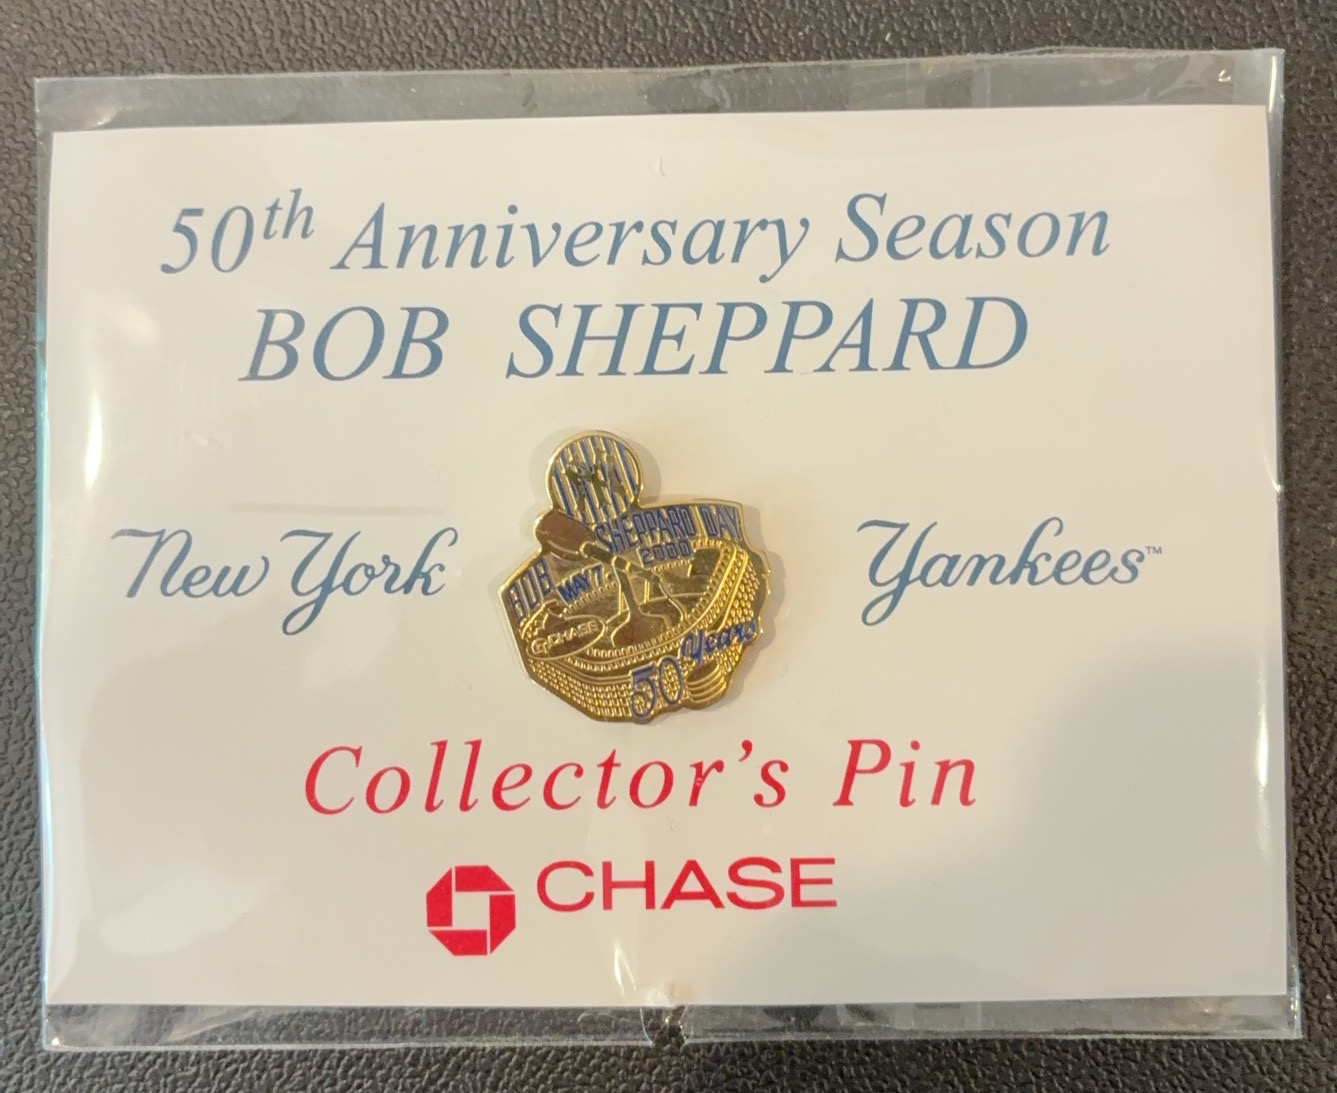 50th Anniversary Season
BOB SHEPPARD
New York Yankees™
BOB SHEPPARD DAY
MAY 7, 2000
CHASE
50 Years
Collector's Pin
CHASE